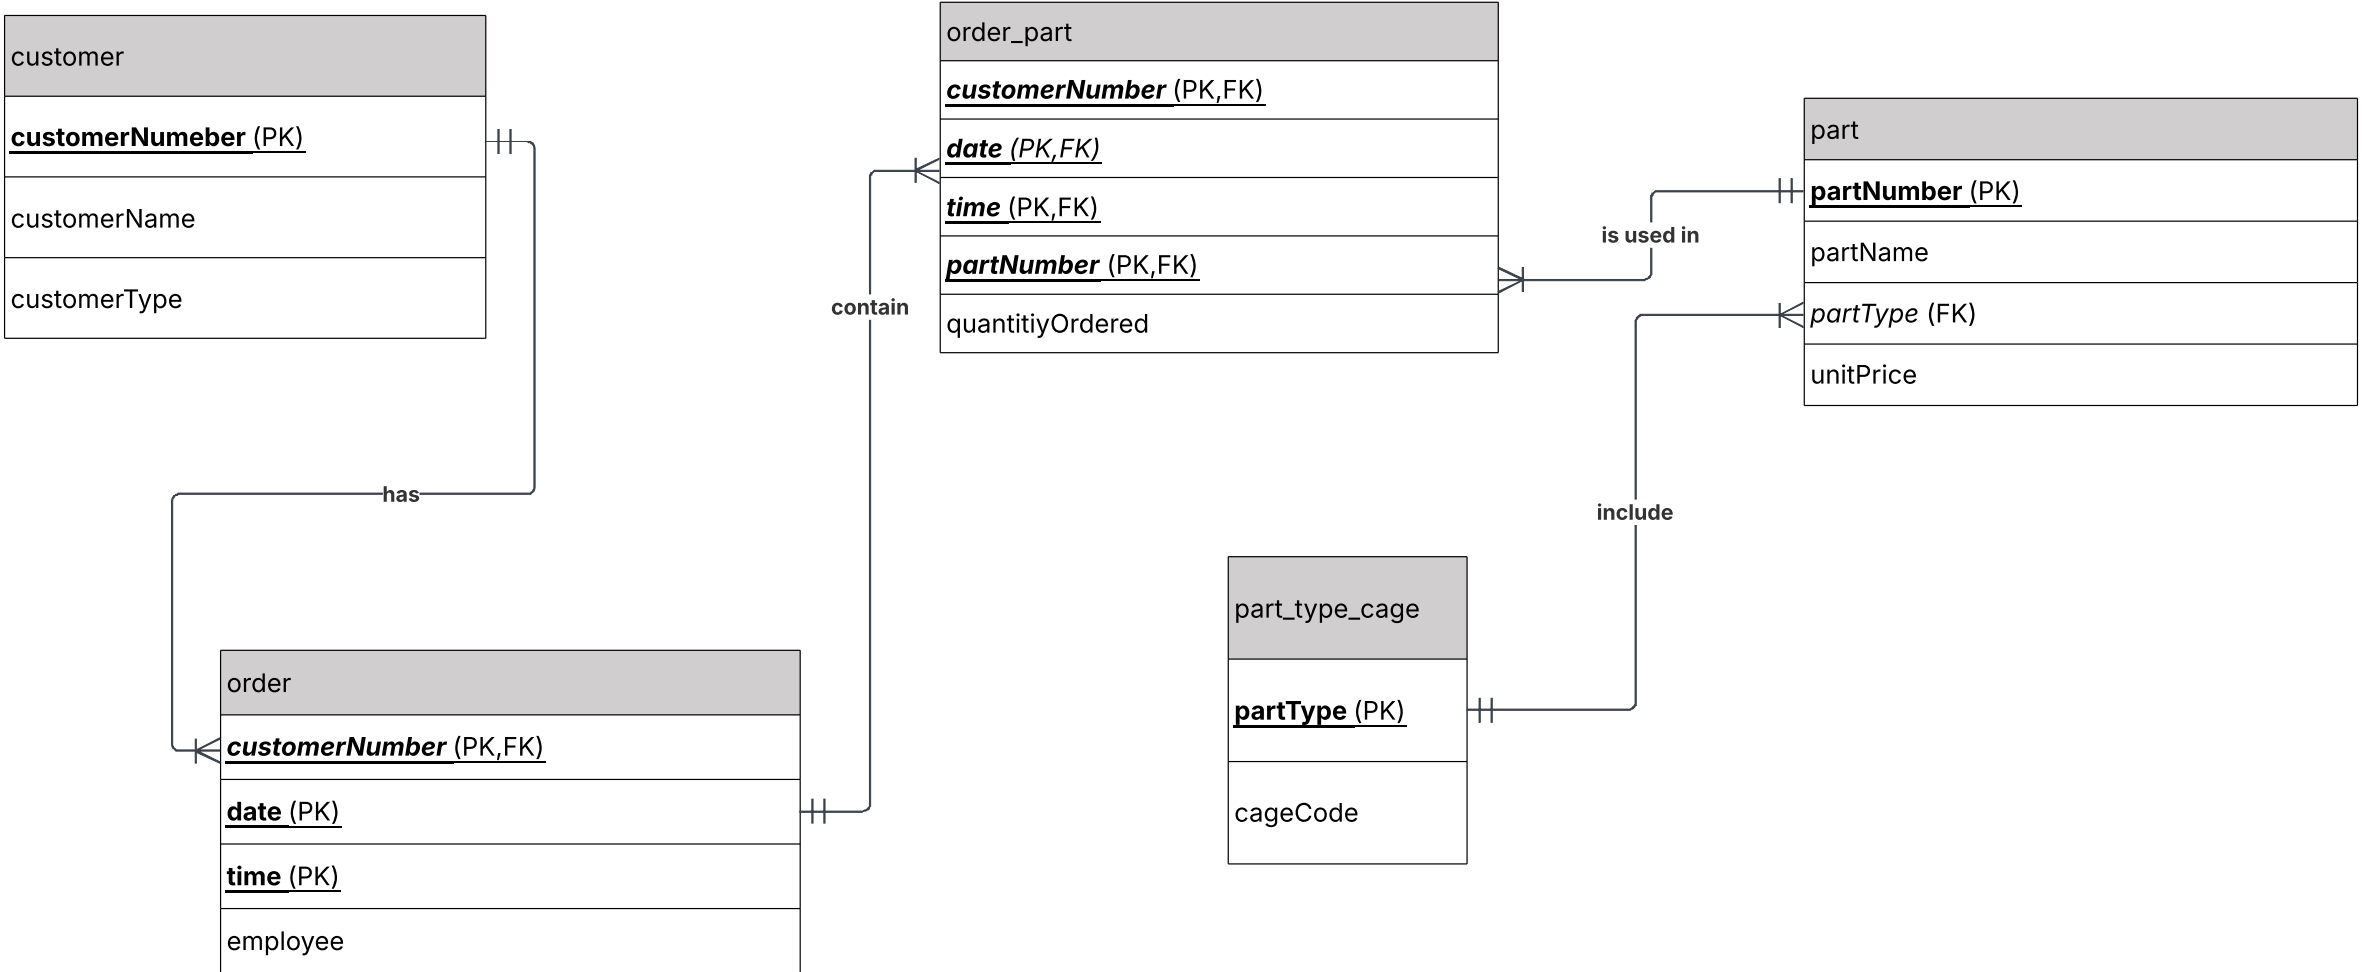 customer
customerNumeber (PK)
customerName
customerType
has
order
customerNumber (PK,FK)
date (PK)
time (PK)
employee
contain
order_part
customerNumber (PK,FK)
date (PK,FK)
time (PK,FK)
partNumber (PK,FK)
quantitiyOrdered
is used in
part
partNumber (PK)
partName
partType (FK)
unitPrice
include
part_type_cage
partType (PK)
cageCode